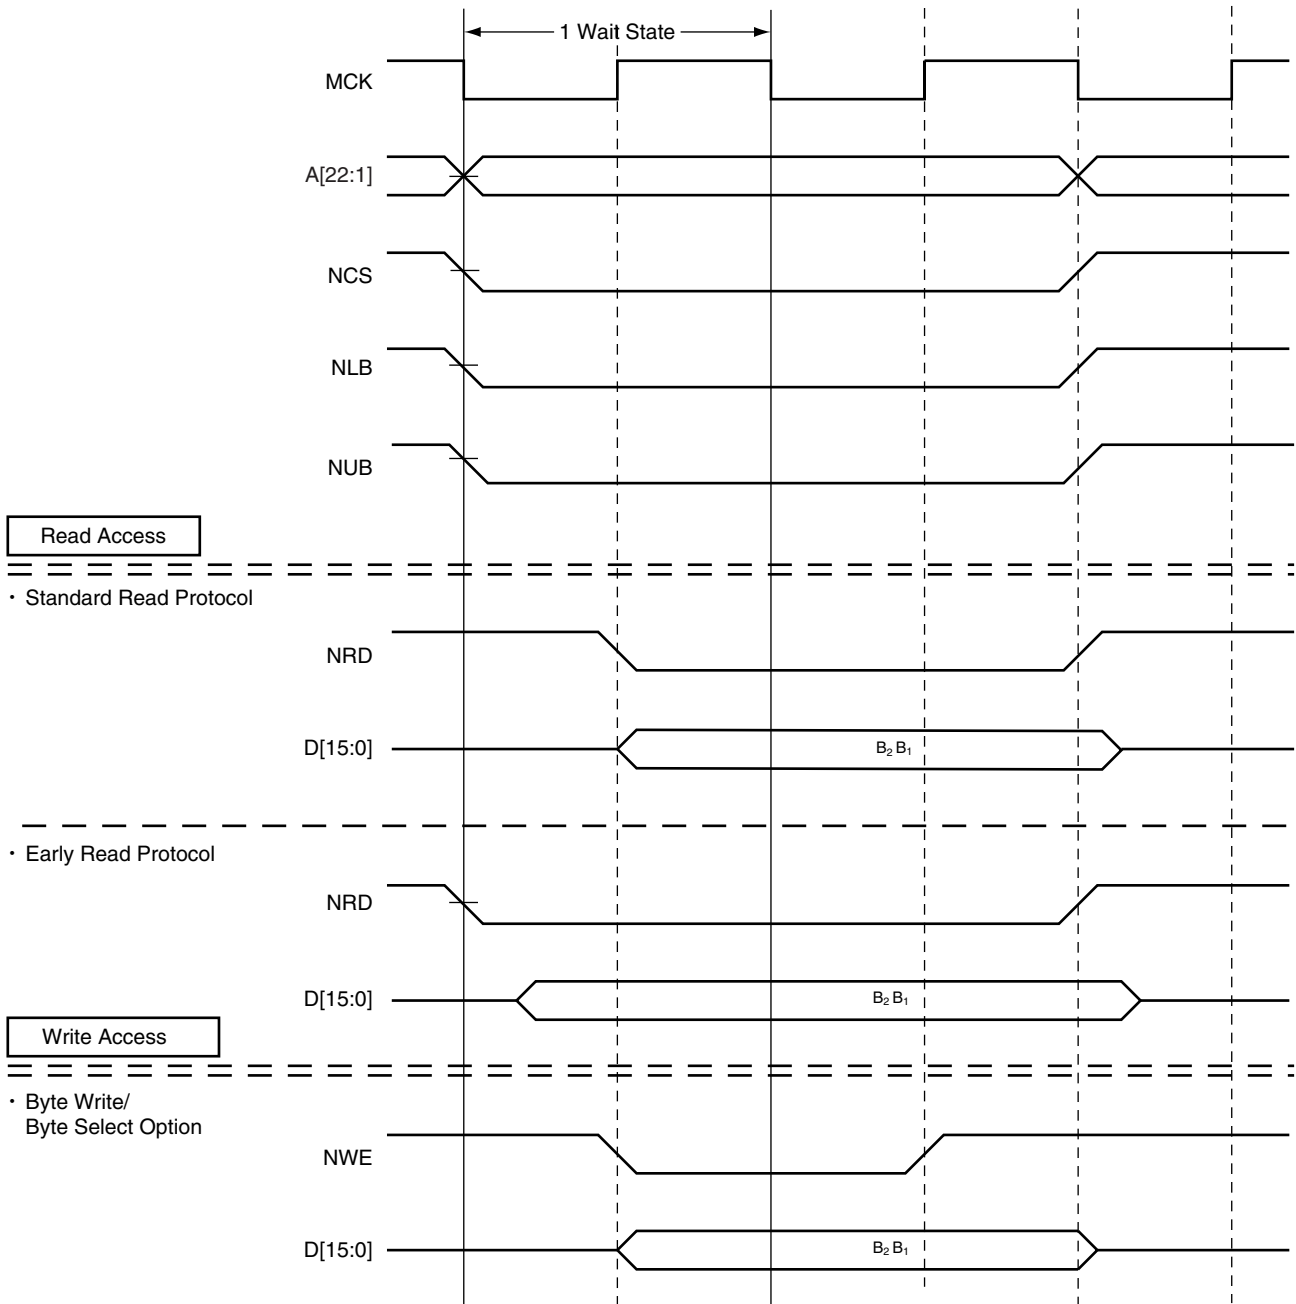 1 Wait State
MCK
A[22:1]
NCS
NLB
NUB
Read Access
· Standard Read Protocol
NRD
D[15:0] B₂ B₁
· Early Read Protocol
NRD
D[15:0] B₂ B₁
Write Access
· Byte Write/
Byte Select Option
NWE
D[15:0] B₂ B₁